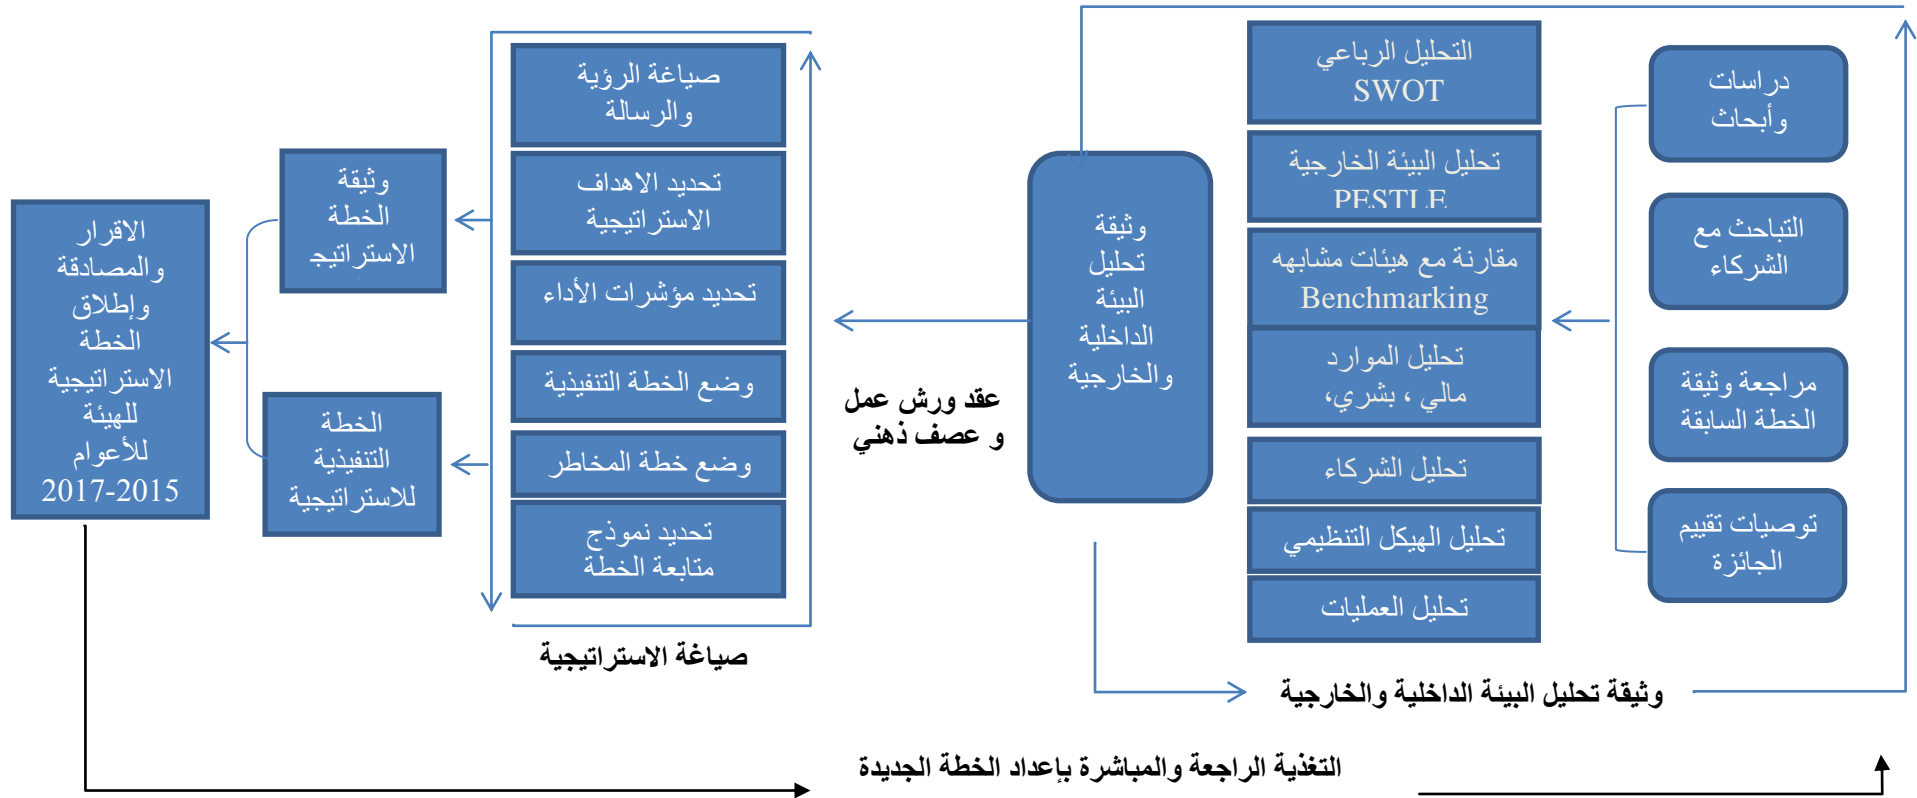 دراسات
وأبحاث
التباحث مع
الشركاء
مراجعة وثيقة
الخطة السابقة
توصيات تقييم
الجائزة
التحليل الرباعي
SWOT
تحليل البيئة الخارجية
PESTLE
مقارنة مع هيئات مشابهه
Benchmarking
تحليل الموارد
مالي ، بشري،
تحليل الشركاء
تحليل الهيكل التنظيمي
تحليل العمليات
وثيقة تحليل البيئة الداخلية والخارجية
وثيقة
تحليل
البيئة
الداخلية
والخارجية
عقد ورش عمل
و عصف ذهني
صياغة الرؤية
والرسالة
تحديد الاهداف
الاستراتيجية
تحديد مؤشرات الأداء
وضع الخطة التنفيذية
وضع خطة المخاطر
تحديد نموذج
متابعة الخطة
صياغة الاستراتيجية
وثيقة
الخطة
الاستراتيج
الخطة
التنفيذية
للاستراتيجية
الاقرار
والمصادقة
وإطلاق
الخطة
الاستراتيجية
للهيئة
للأعوام
2017-2015
التغذية الراجعة والمباشرة بإعداد الخطة الجديدة